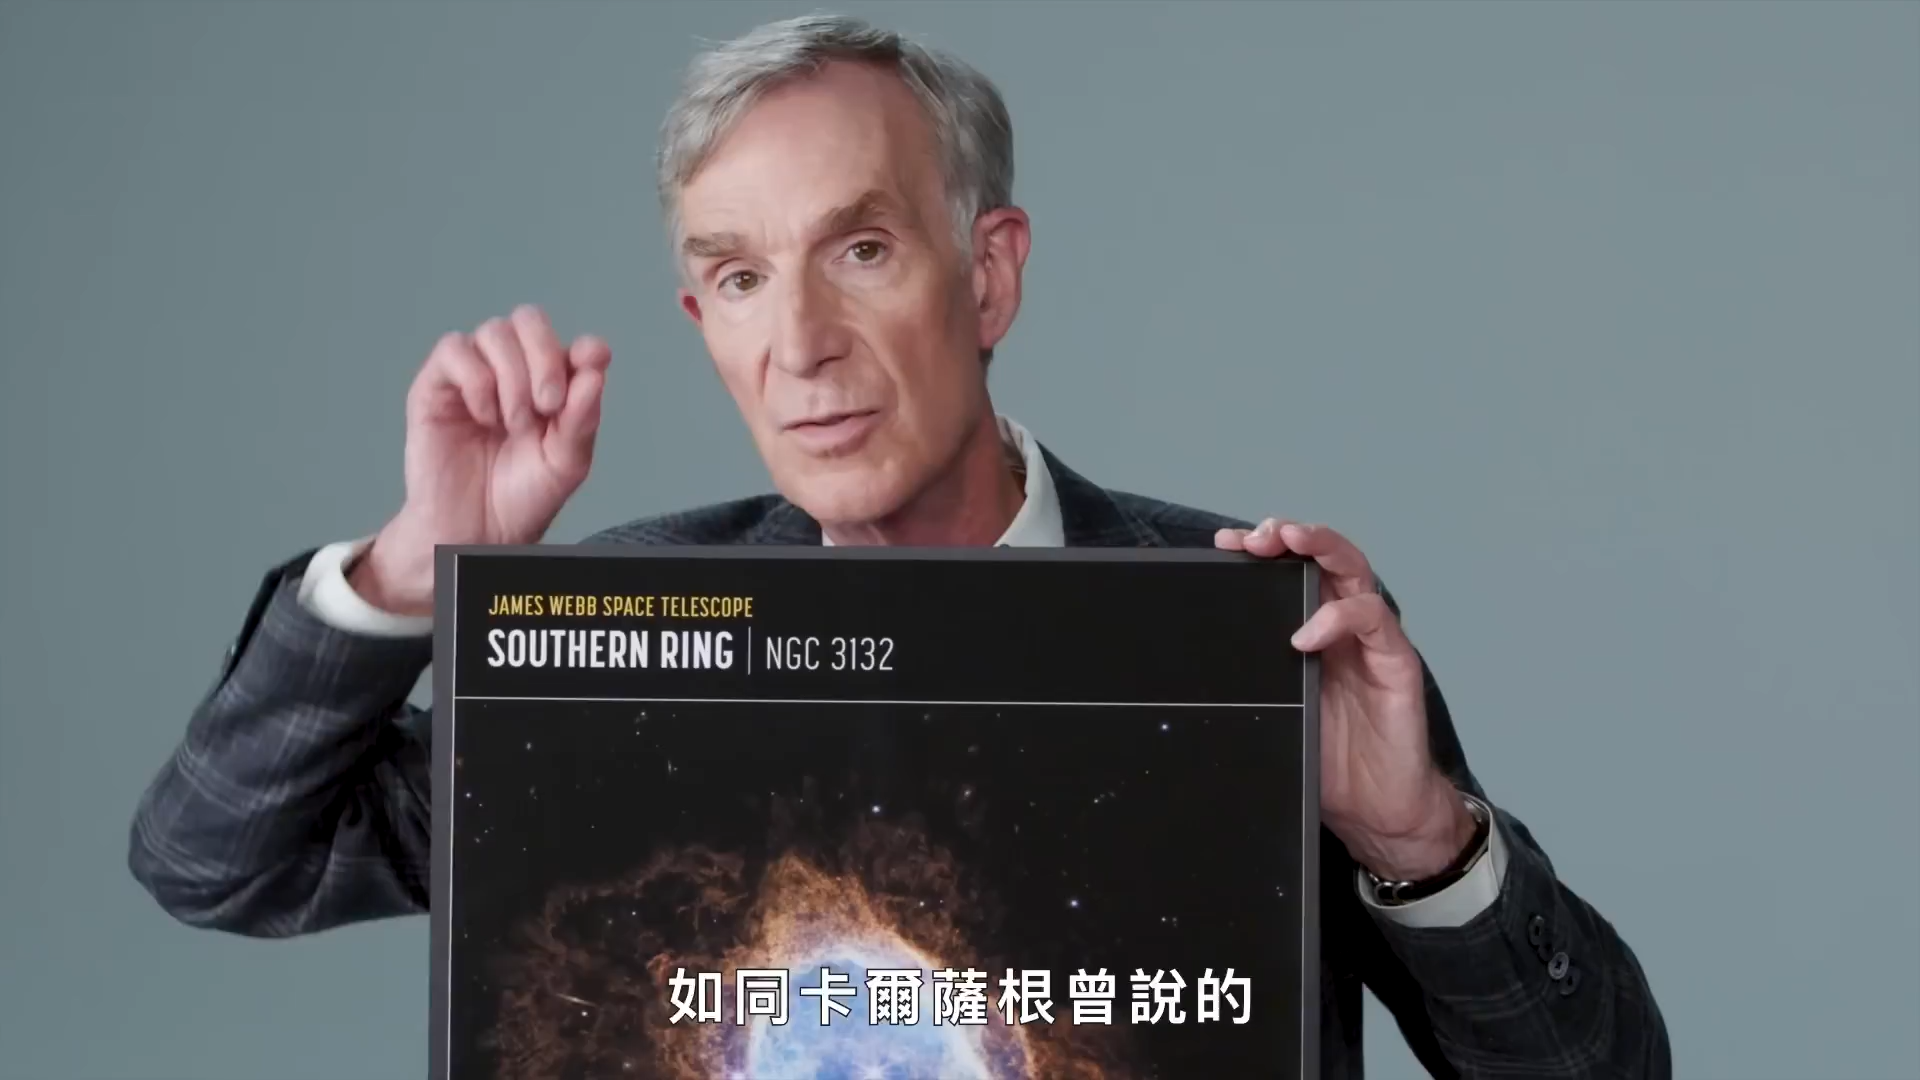 JAMES WEBB SPACE TELESCOPE
SOUTHERN RING | NGC 3132
如同卡爾薩根曾說的